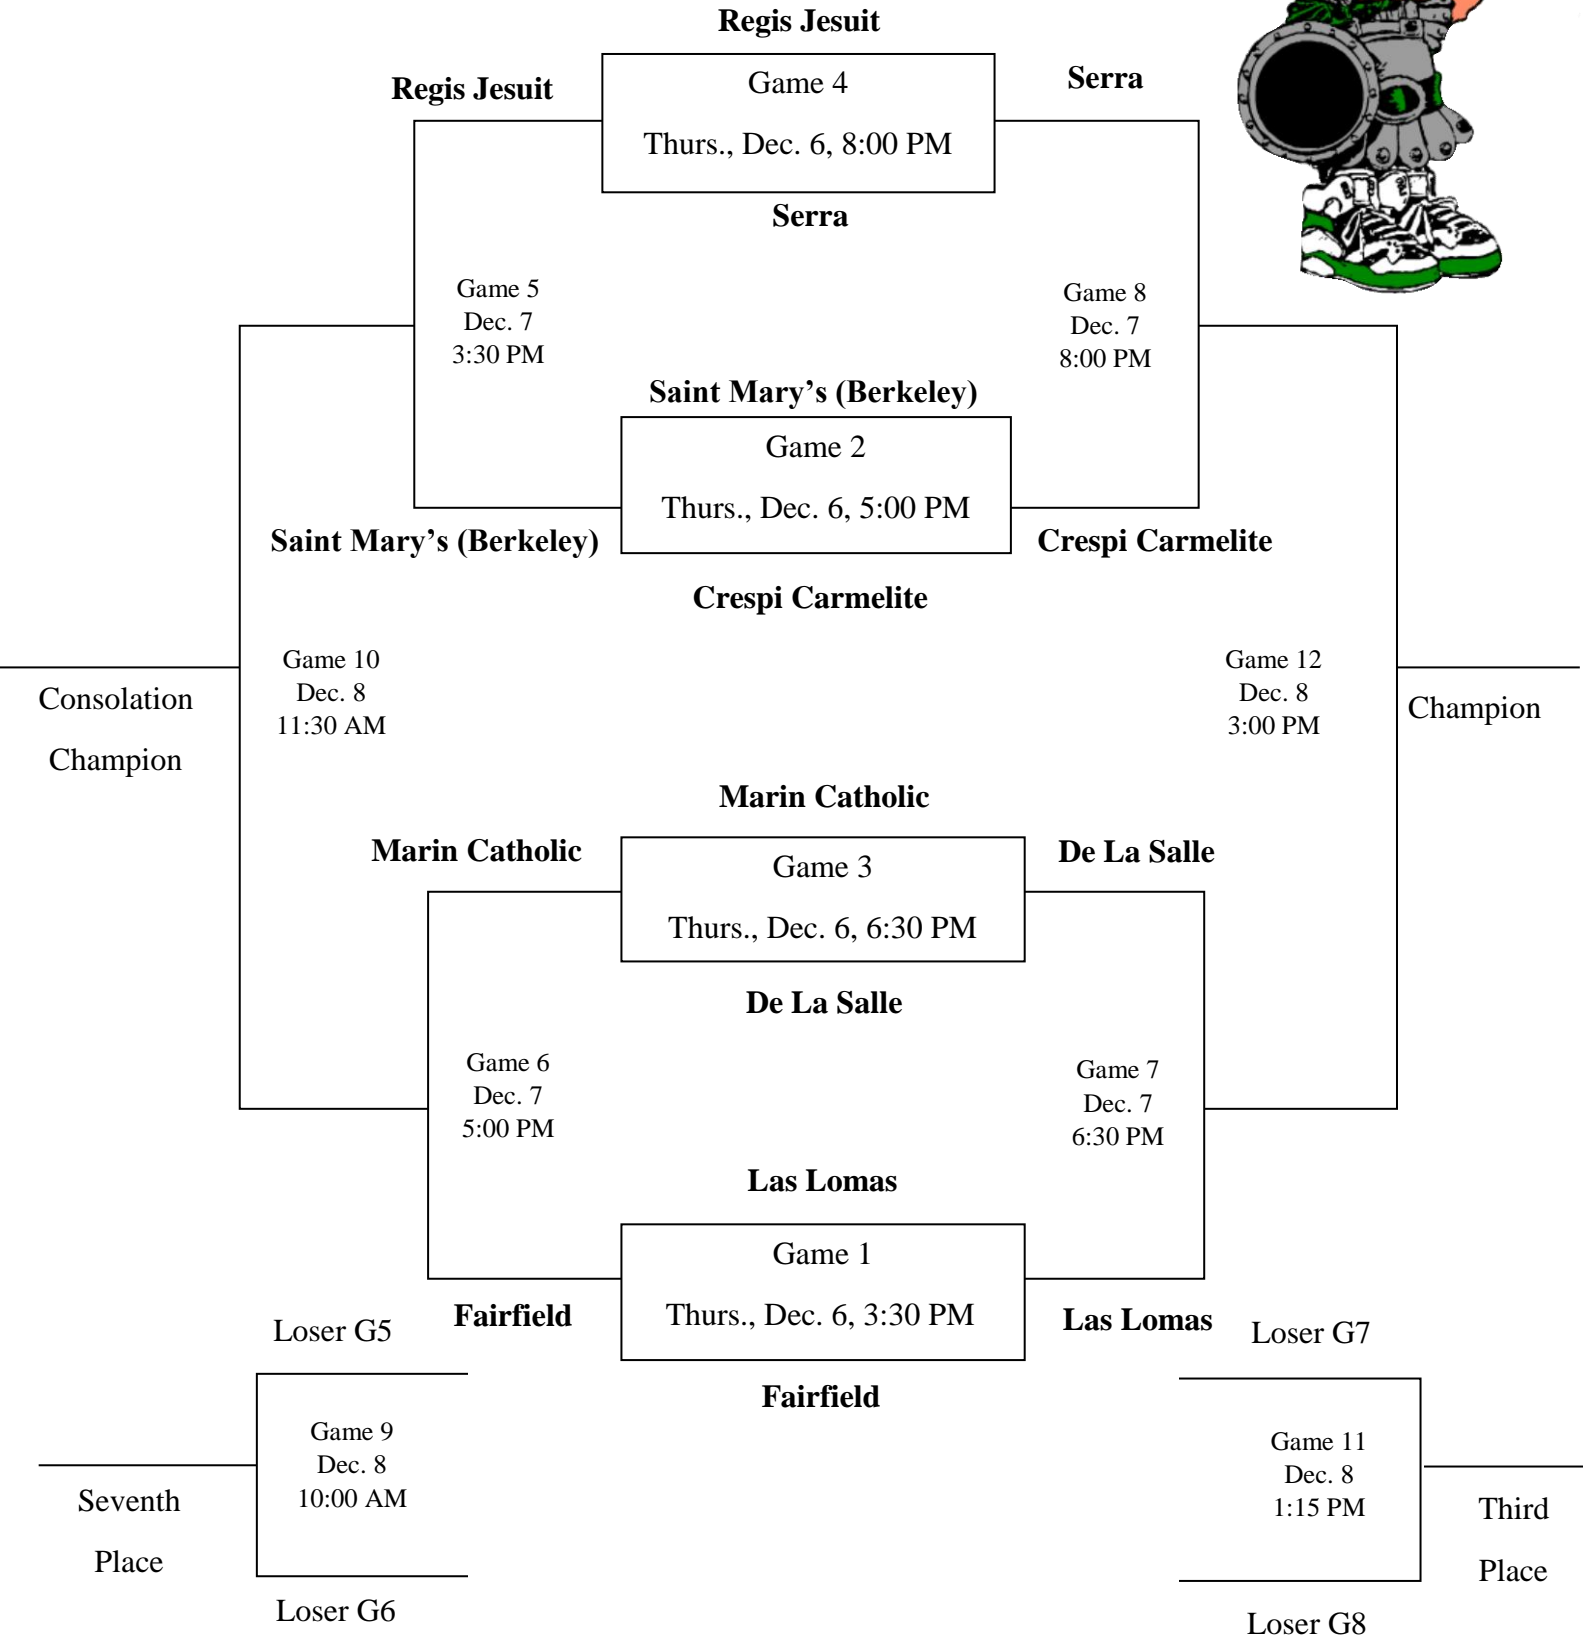 Regis Jesuit
Regis Jesuit
Game 4
Serra
Thurs., Dec. 6, 8:00 PM
Serra
Game 5
Dec. 7
3:30 PM
Game 8
Dec. 7
8:00 PM
Saint Mary’s (Berkeley)
Game 2
Thurs., Dec. 6, 5:00 PM
Saint Mary’s (Berkeley)
Crespi Carmelite
Crespi Carmelite
Game 10
Dec. 8
11:30 AM
Game 12
Dec. 8
3:00 PM
Consolation
Champion
Champion
Marin Catholic
Marin Catholic
Game 3
De La Salle
Thurs., Dec. 6, 6:30 PM
De La Salle
Game 6
Dec. 7
5:00 PM
Game 7
Dec. 7
6:30 PM
Las Lomas
Game 1
Thurs., Dec. 6, 3:30 PM
Fairfield
Las Lomas
Fairfield
Loser G5
Game 9
Dec. 8
10:00 AM
Seventh
Place
Loser G6
Loser G7
Game 11
Dec. 8
1:15 PM
Third
Place
Loser G8